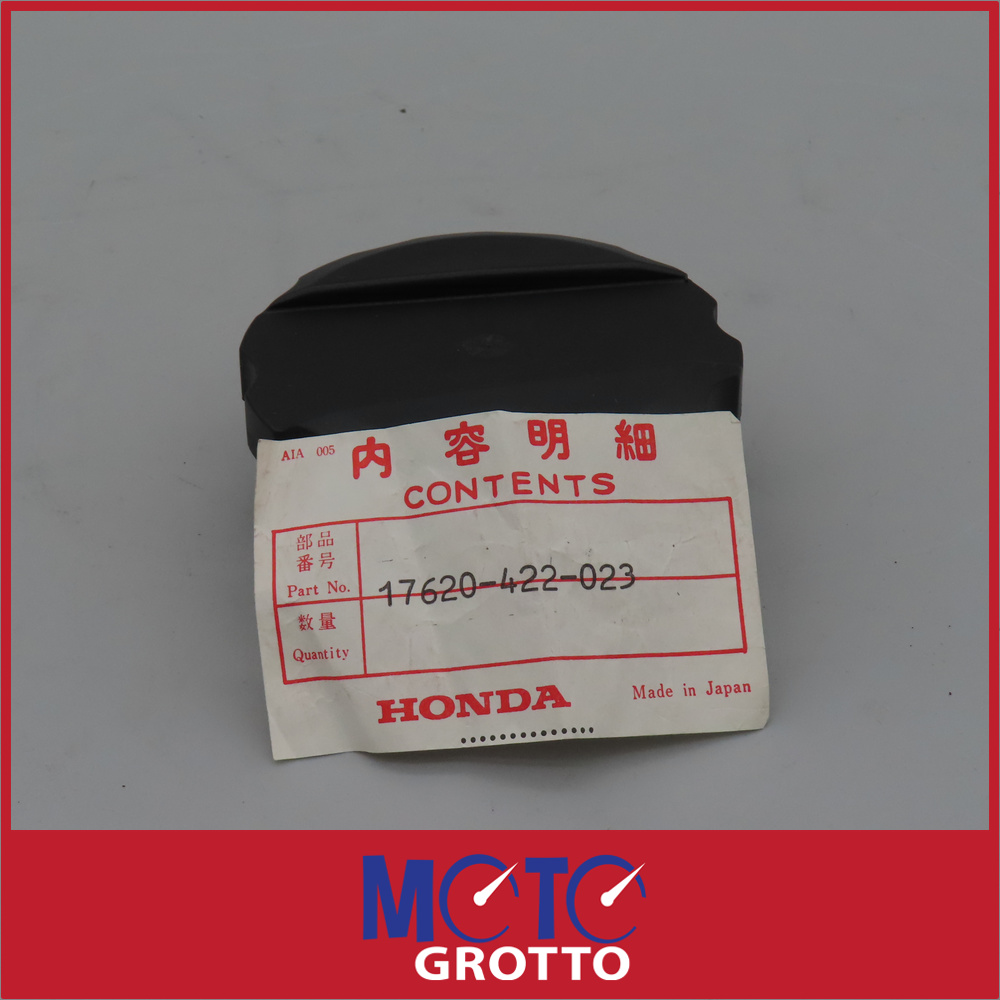 AIA 005
内容明細
CONTENTS
部品
番号
Part No.
17620-422-023
数量
Quantity
HONDA
Made in Japan
MOTO
GROTTO